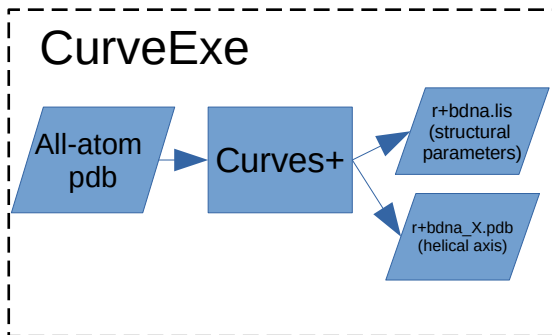 CurveExe
All-atom
pdb
Curves+
r+bdna.lis
(structural
parameters)
r+bdna_X.pdb
(helical axis)